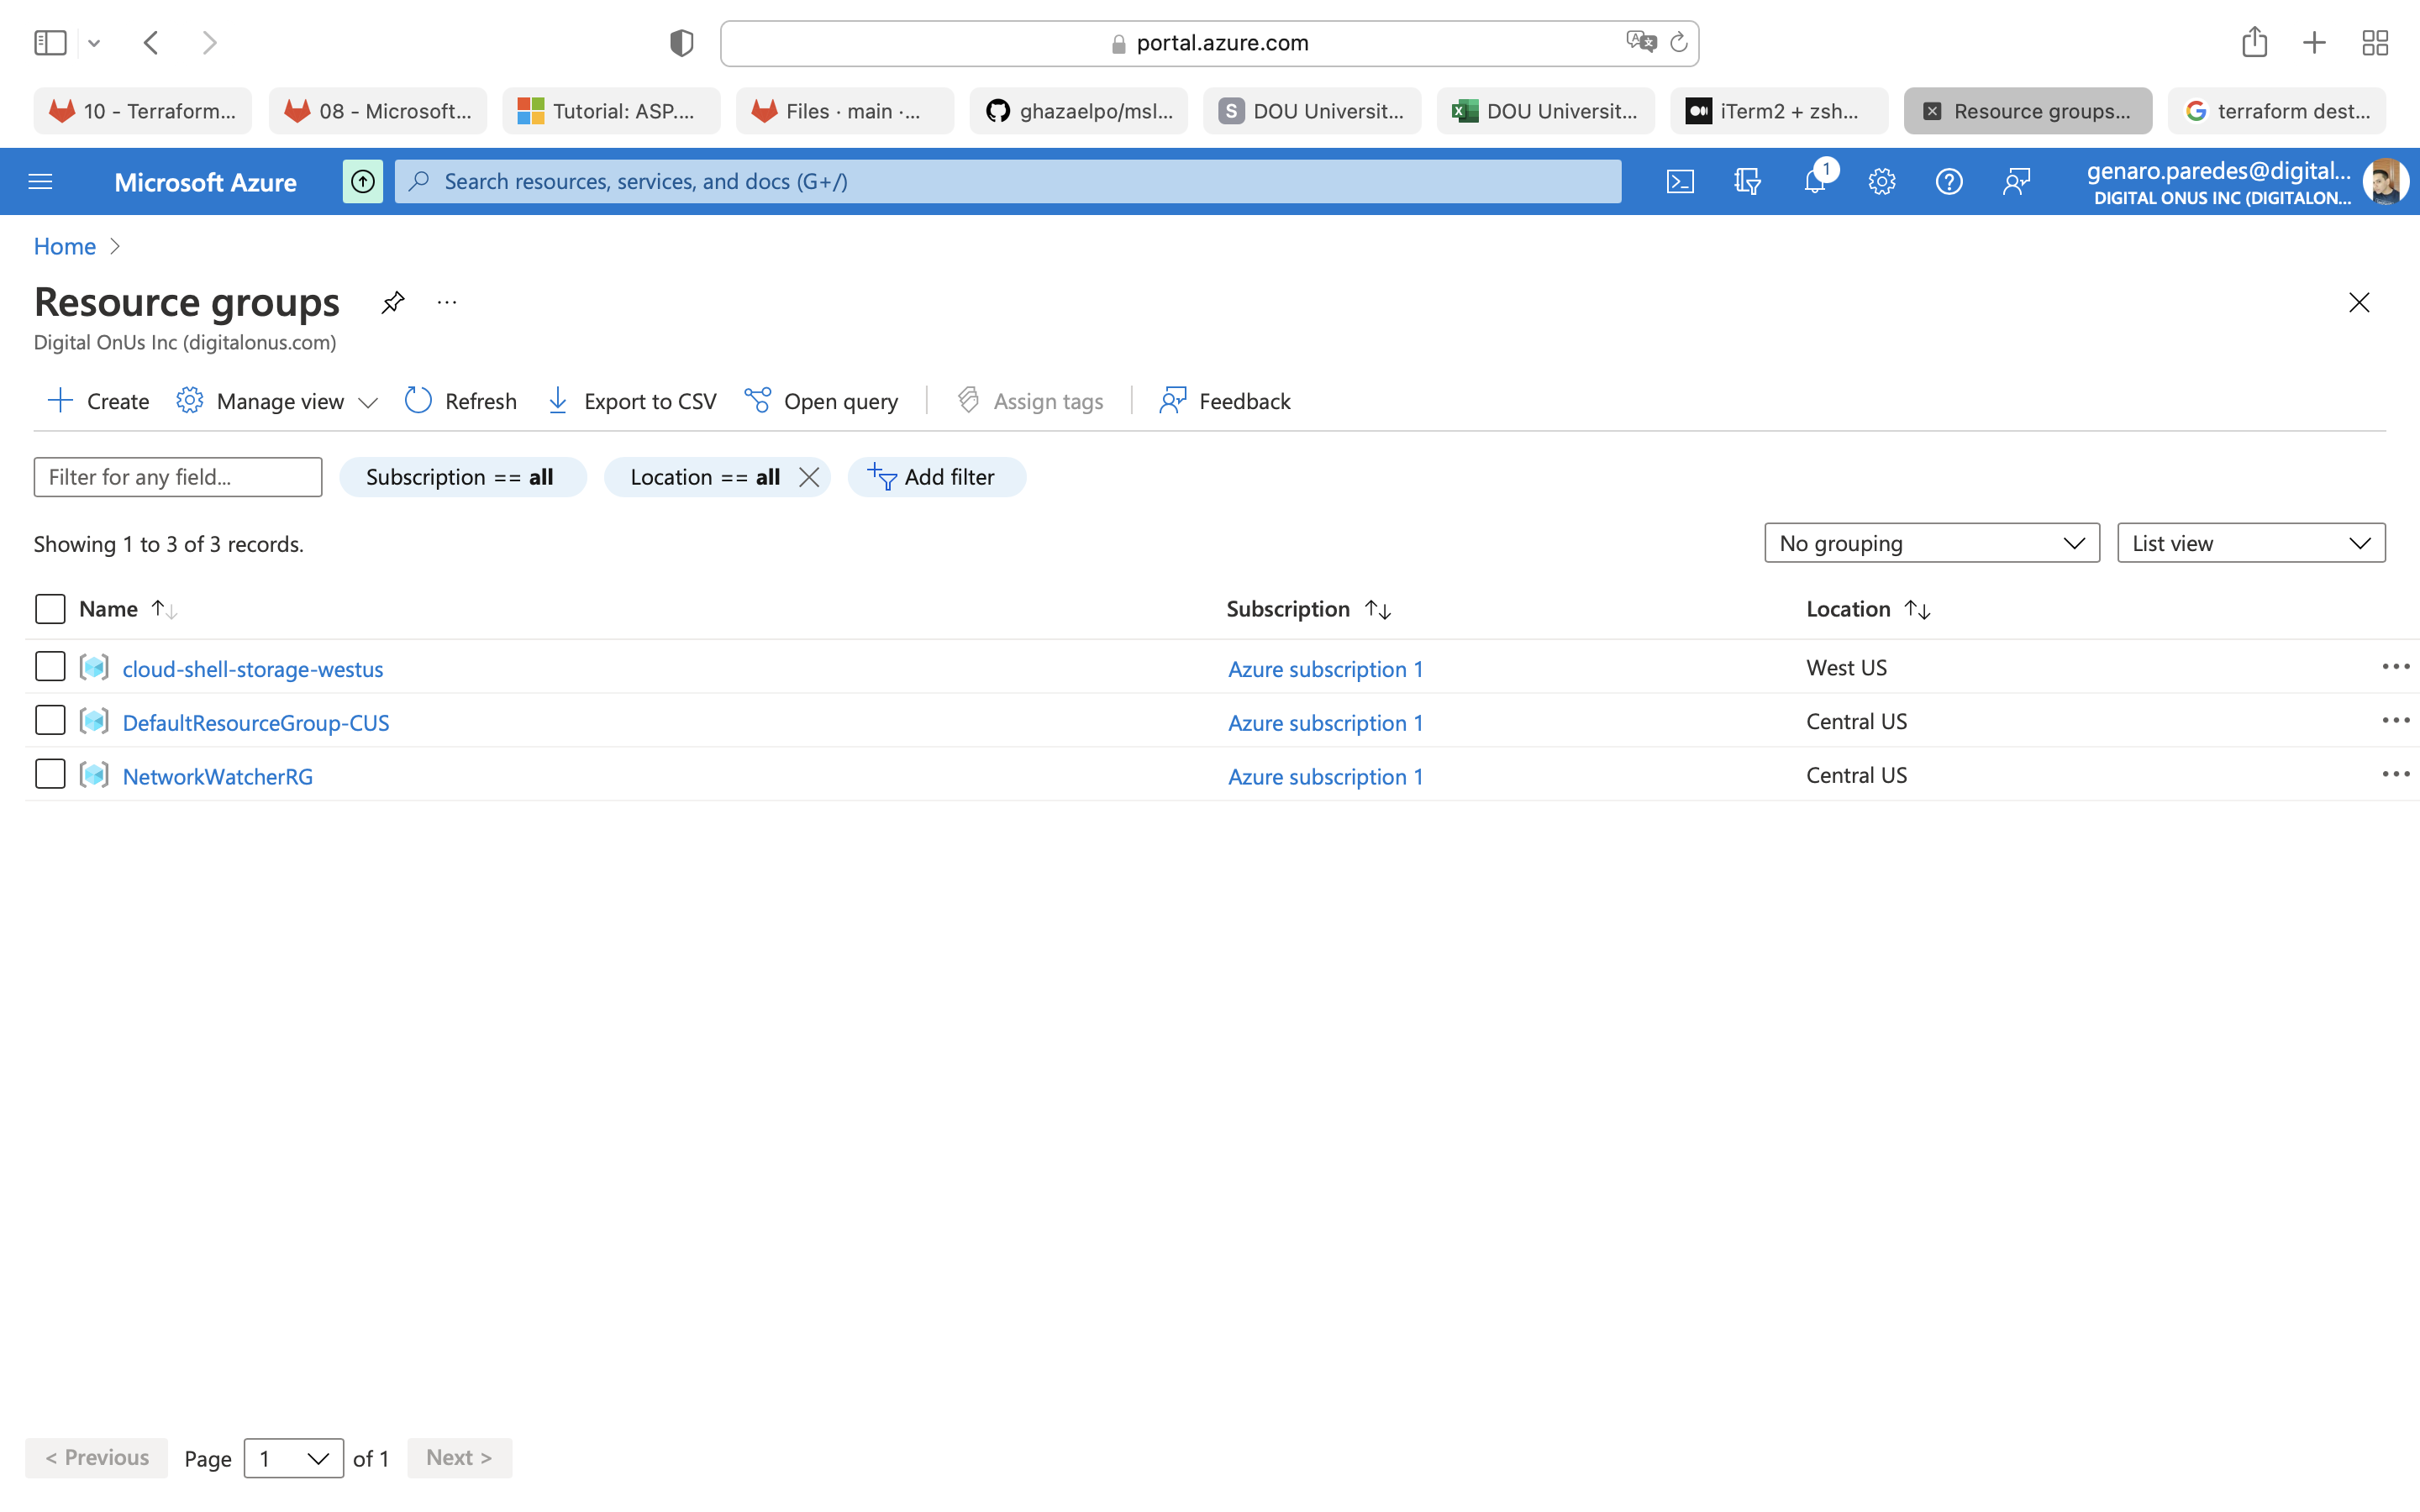 portal.azure.com
10 - Terraform...
08 - Microsoft...
Tutorial: ASP....
Files · main ·...
ghazaelpo/msl...
S DOU Universit...
DOU Universit...
iTerm2 + zsh...
Resource groups...
terraform dest...
Microsoft Azure
Search resources, services, and docs (G+/)
1
genaro.paredes@digital...
DIGITAL ONUS INC (DIGITALON...
Home >
Resource groups
...
Digital OnUs Inc (digitalonus.com)
Create
Manage view
Refresh
Export to CSV
Open query
Assign tags
Feedback
Filter for any field...
Subscription == all
Location == all
Add filter
Showing 1 to 3 of 3 records.
No grouping
List view
Name
Subscription
Location
cloud-shell-storage-westus
Azure subscription 1
West US
DefaultResourceGroup-CUS
Azure subscription 1
Central US
NetworkWatcherRG
Azure subscription 1
Central US
< Previous
Page
1
of 1
Next >